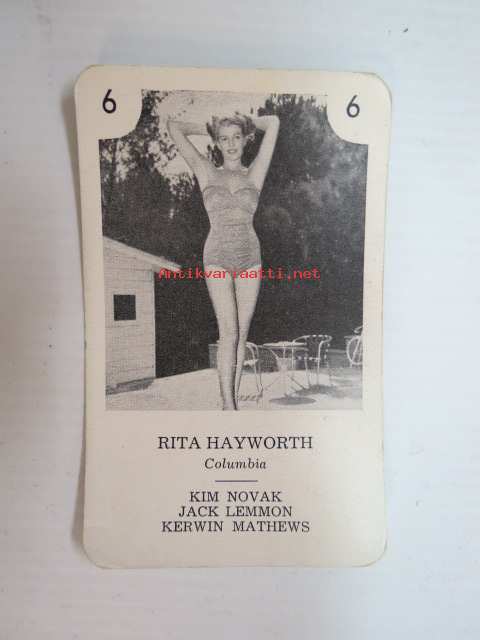 6 6
Antikvariaatti.net
RITA HAYWORTH
Columbia
KIM NOVAK
JACK LEMMON
KERWIN MATHEWS